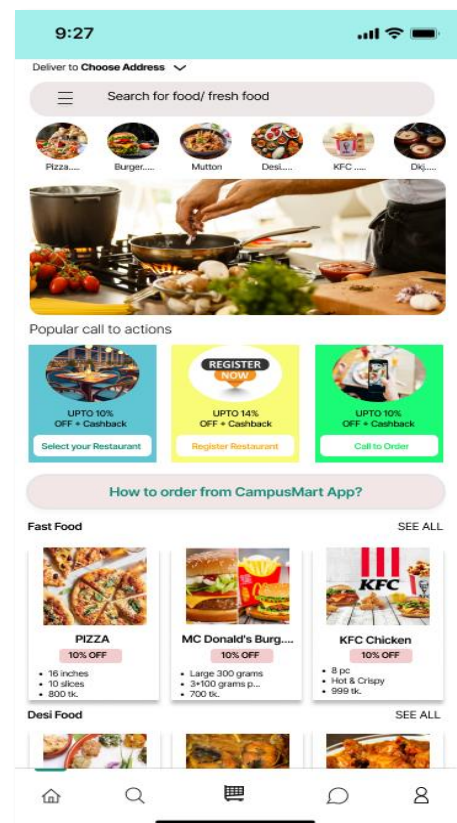 9:27
Deliver to Choose Address
Search for food/ fresh food
Pizza.....
Burger.....
Mutton
Desi.....
KFC .....
Dkj.....
Popular call to actions
REGISTER
NOW
UPTO 10%
OFF + Cashback
Select your Restaurant
UPTO 14%
OFF + Cashback
Register Restaurant
UPTO 10%
OFF + Cashback
Call to Order
How to order from CampusMart App?
Fast Food
SEE ALL
KFC
PIZZA
10% OFF
• 16 inches
• 10 slices
• 800 tk.
MC Donald's Burg....
10% OFF
• Large 300 grams
• 3+100 grams p...
• 700 tk.
KFC Chicken
10% OFF
• 8 pc
• Hot & Crispy
• 999 tk.
Desi Food
SEE ALL